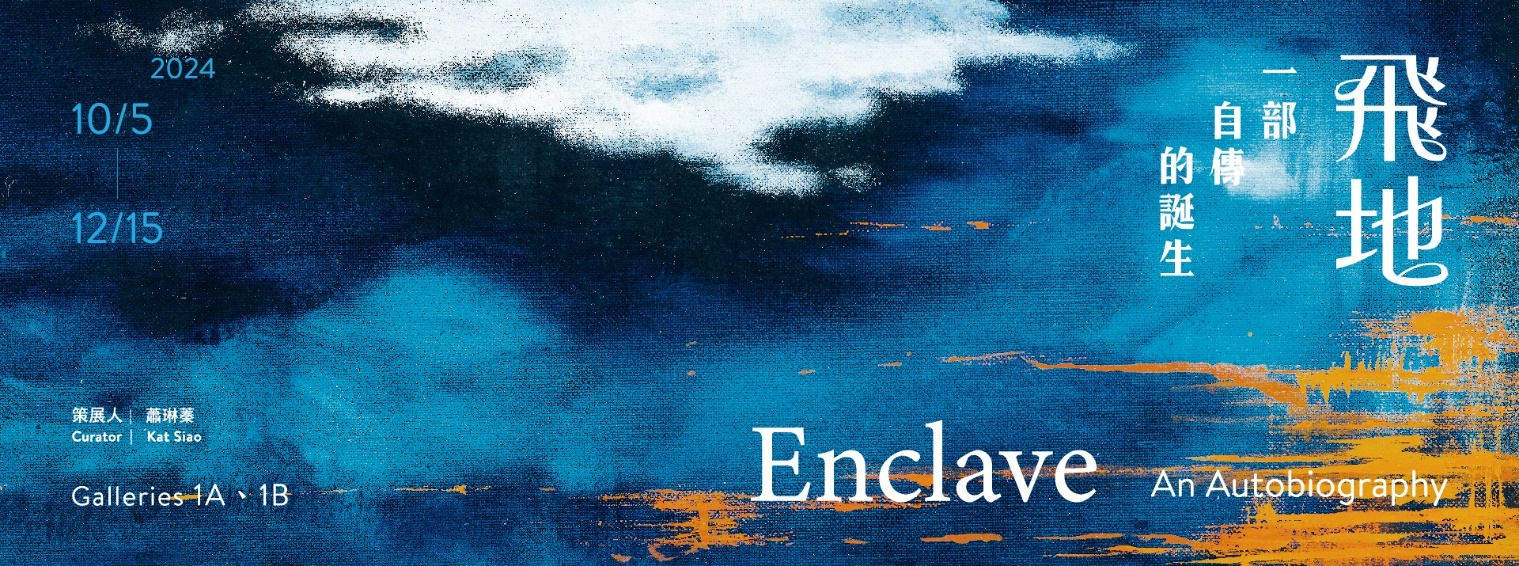 2024
10/5
12/15
飛地
一部
自傳
的誕生
策展人｜ 蕭琳蓁
Curator | Kat Siao
Galleries 1A、1B
Enclave An Autobiography